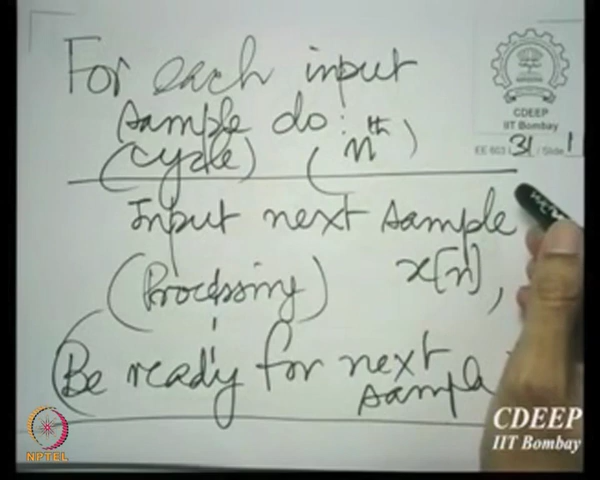 For each input
sample do:
(cycle) (nth)
Input next sample
(Processing) x[n],
(Be ready for next
sample
CDEEP
IIT Bombay
EE 603 L 31 / Slide 1
NPTEL
CDEEP
IIT Bombay